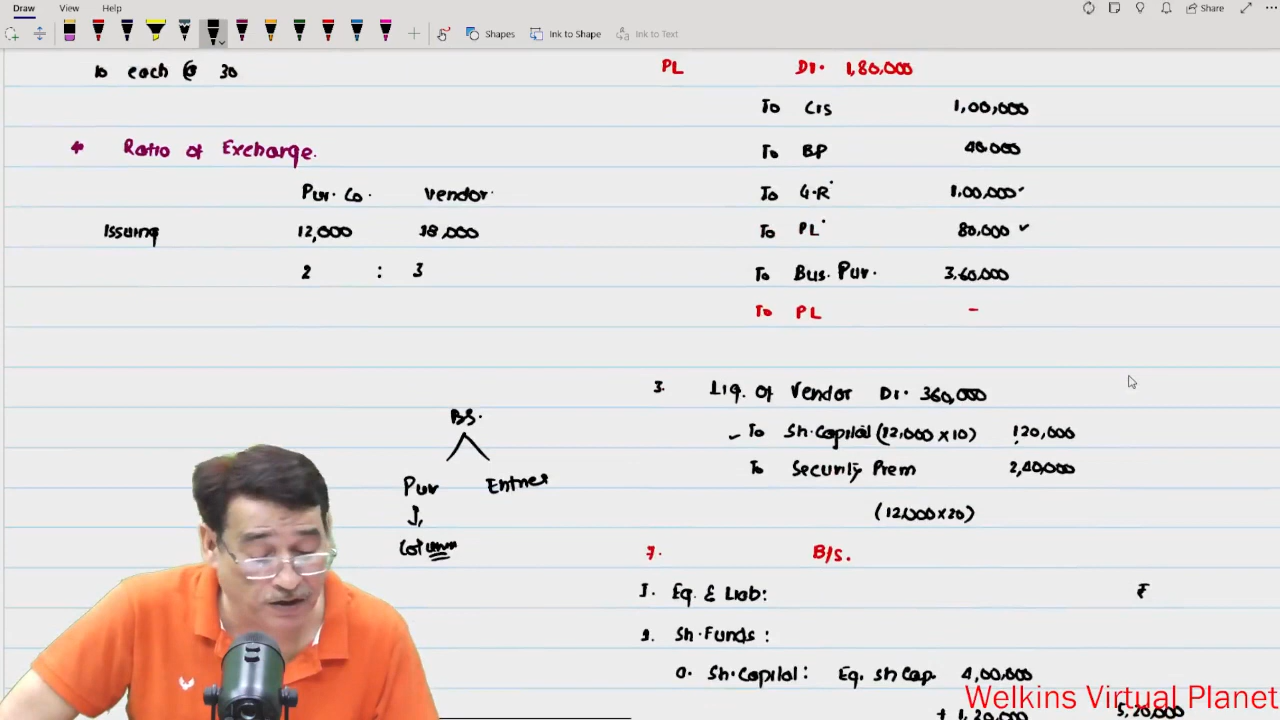 Draw View Help
Share
Shapes Ink to Shape Ink to Text
10 each @ 30
* Ratio of Exchange.
Pur. Co. Vendor
Issuing 12,000 18,000
2 : 3
BS.
Pur Entries
Column
PL Dr. 1,80,000
To CIS 1,00,000
To BP 40,000
To G.R 1,00,000
To PL 80,000
To Bus. Pur. 3,60,000
To PL -
3. Liq. of Vendor Dr. 360,000
To Sh. Capital (12,000 x 10) 120,000
To Security Prem 2,40,000
(12,000 x 20)
7. B/S.
I. Eq. & Liab: ₹
1. Sh. Funds :
a. Sh. Capital : Eq. sh Cap. 4,00,000
+ 1,20,000 5,20,000
Welkins Virtual Planet